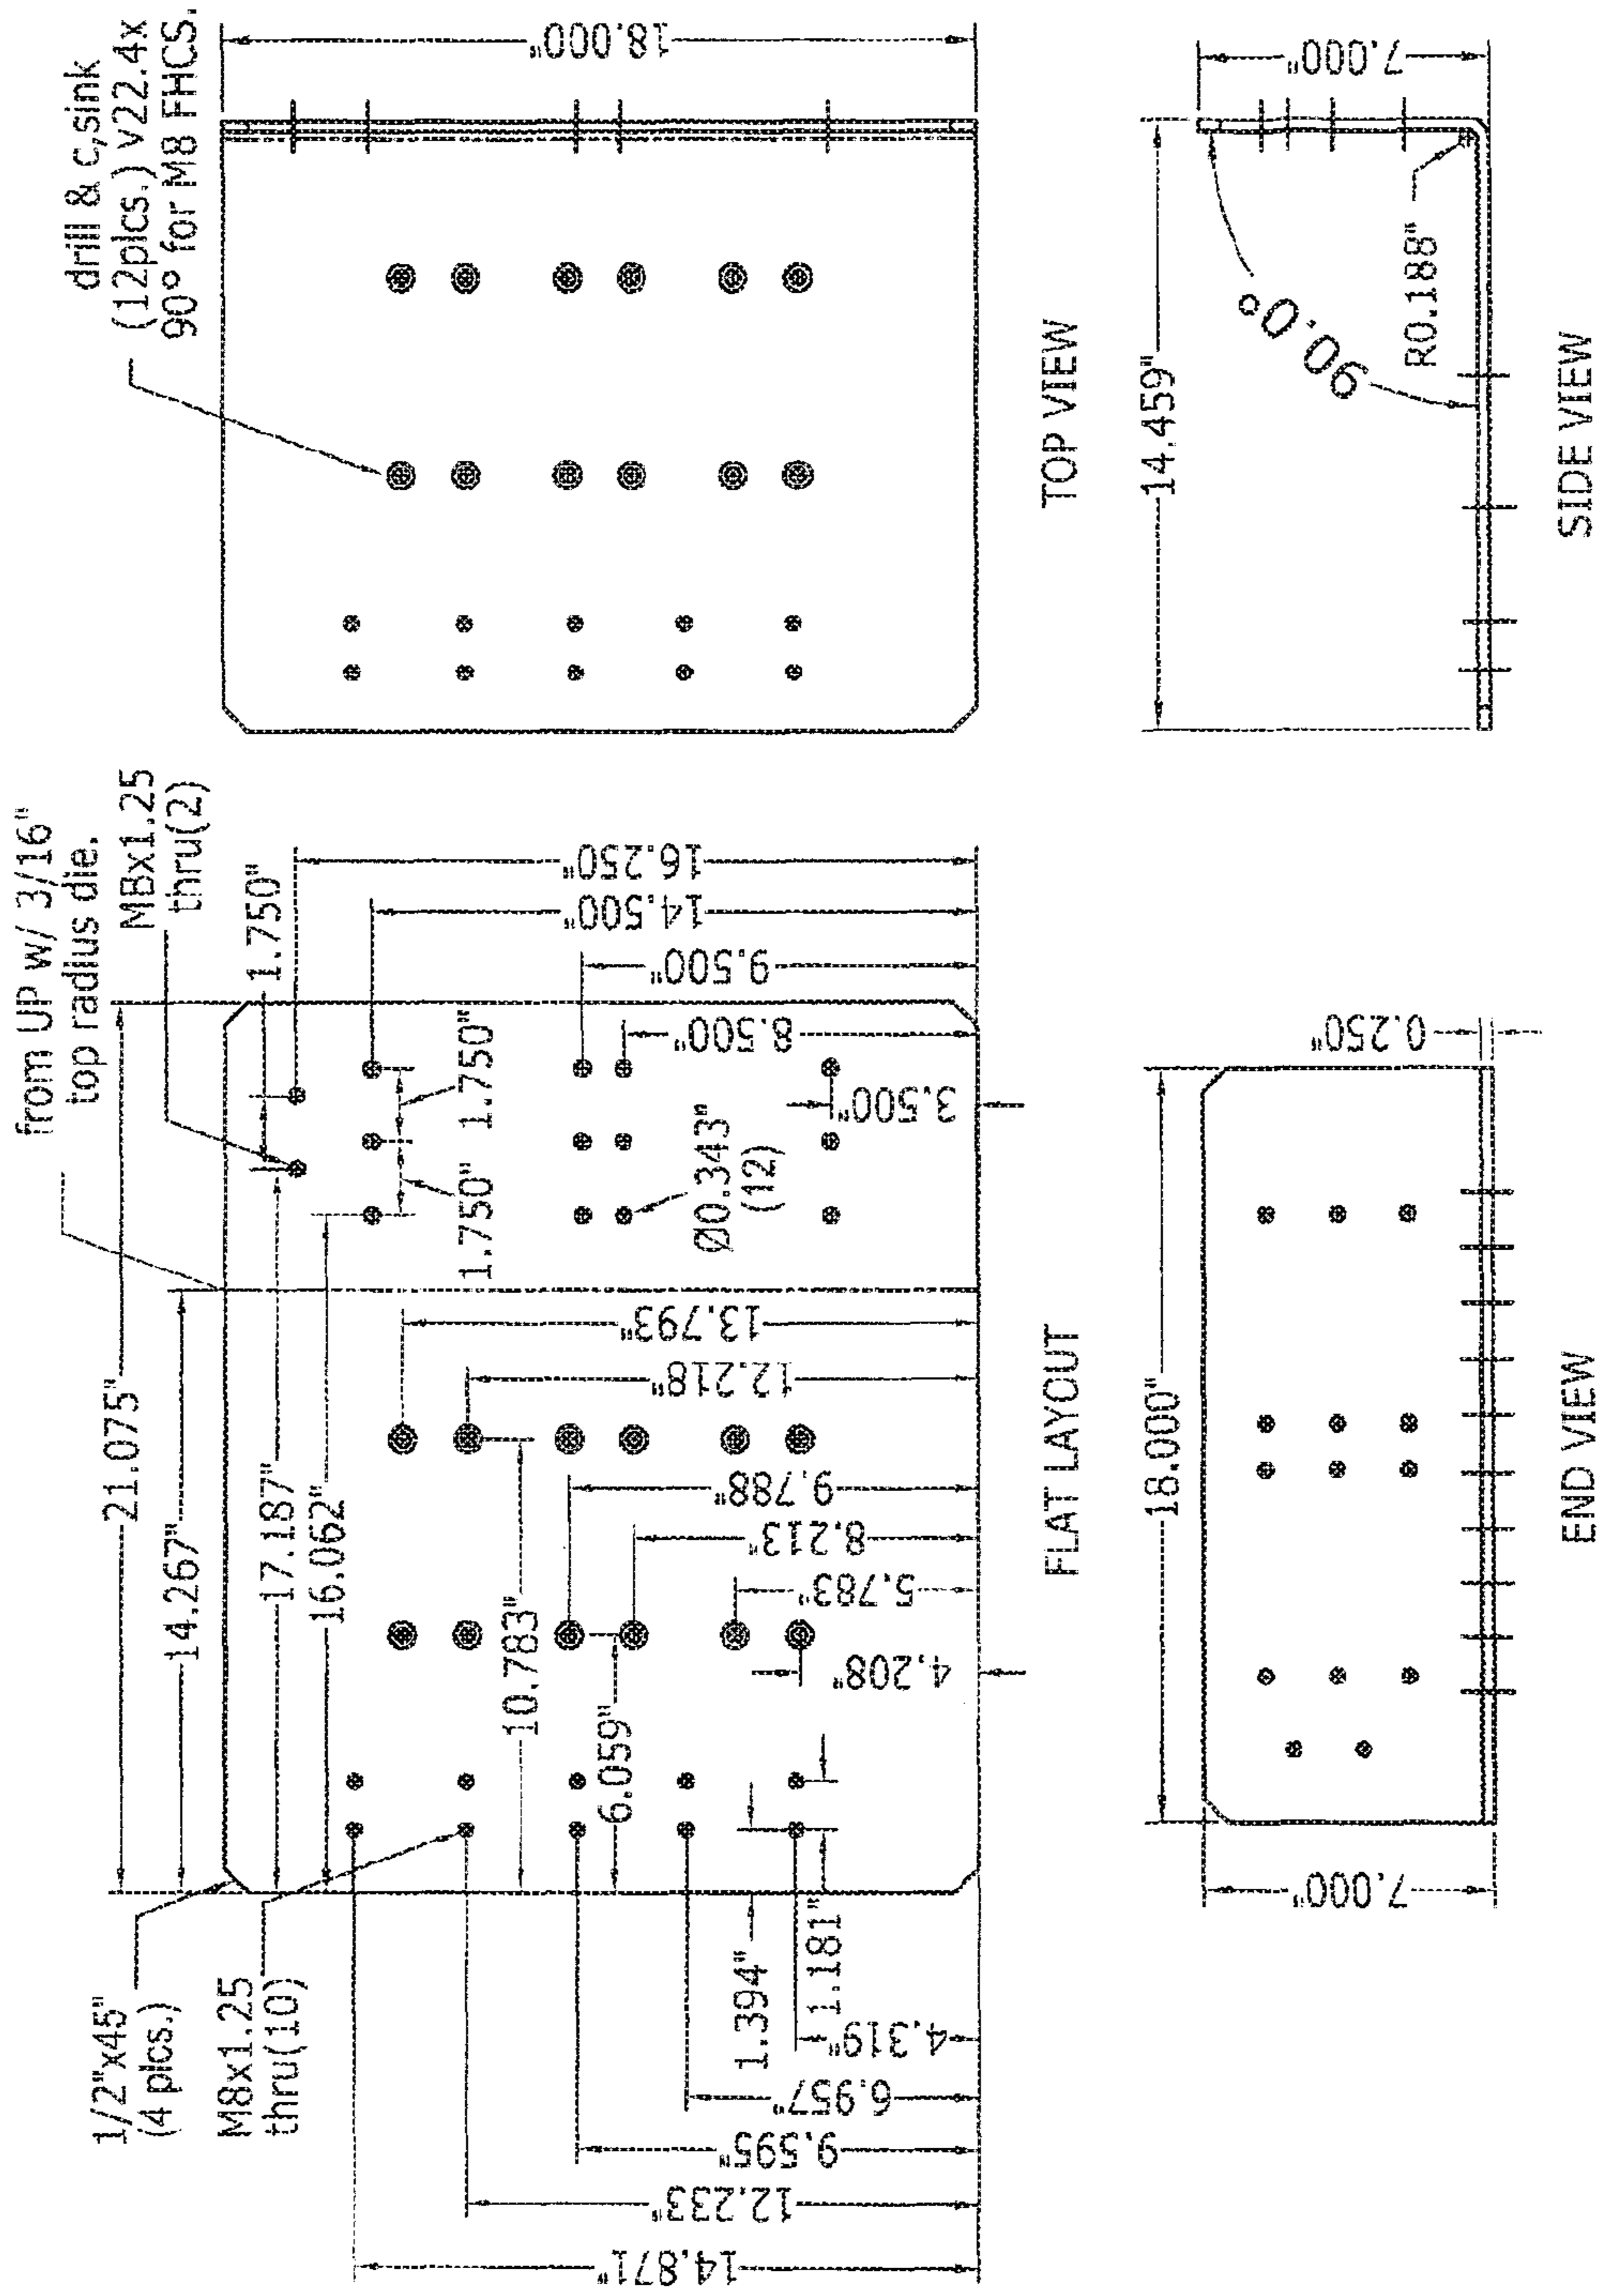 from UP w/ 3/16"
top radius die.
1/2"x45"
(4 plcs.)
M8x1.25
thru(10)
M8x1.25
thru(2)
21.075"
14.267"
17.187"
16.062"
1.750"
1.750"
1.750"
10.783"
6.059"
1.394"
1.181"
Ø0.343"
(12)
14.871"
12.233"
9.595"
6.957"
4.319"
4.208"
5.783"
8.213"
9.788"
12.218"
13.793"
3.500"
8.500"
9.500"
14.500"
16.250"
FLAT LAYOUT
drill & c,sink
(12plcs.) V22.4x
90° for M8 FHCS.
18.000"
TOP VIEW
7.000"
18.000"
0.250"
END VIEW
14.459"
7.000"
90.0°
R0.188"
SIDE VIEW